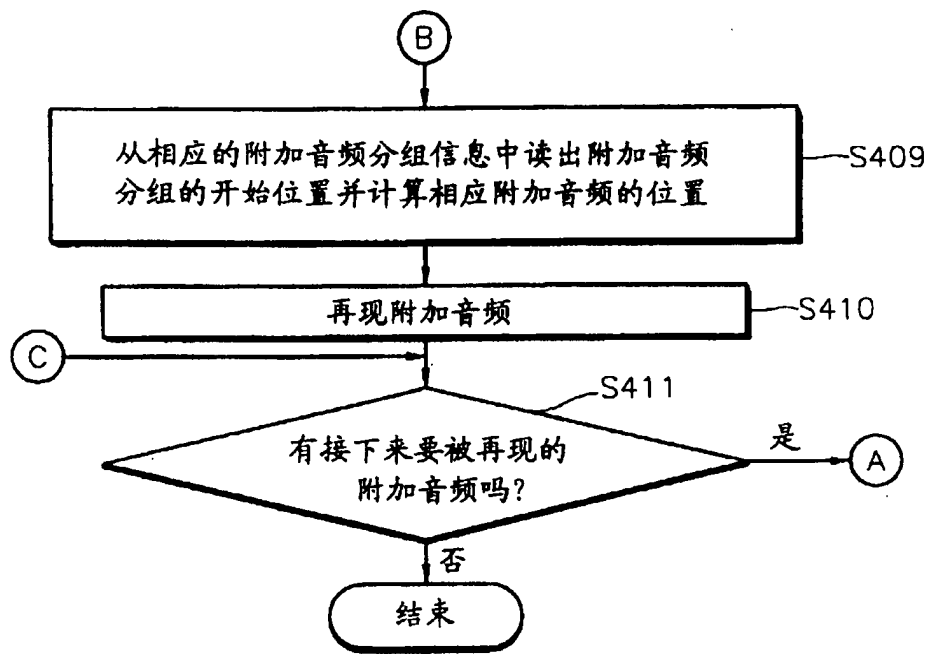 B
从相应的附加音频分组信息中读出附加音频
分组的开始位置并计算相应附加音频的位置
S409
再现附加音频
S410
C
S411
有接下来要被再现的
附加音频吗?
是
A
否
结束